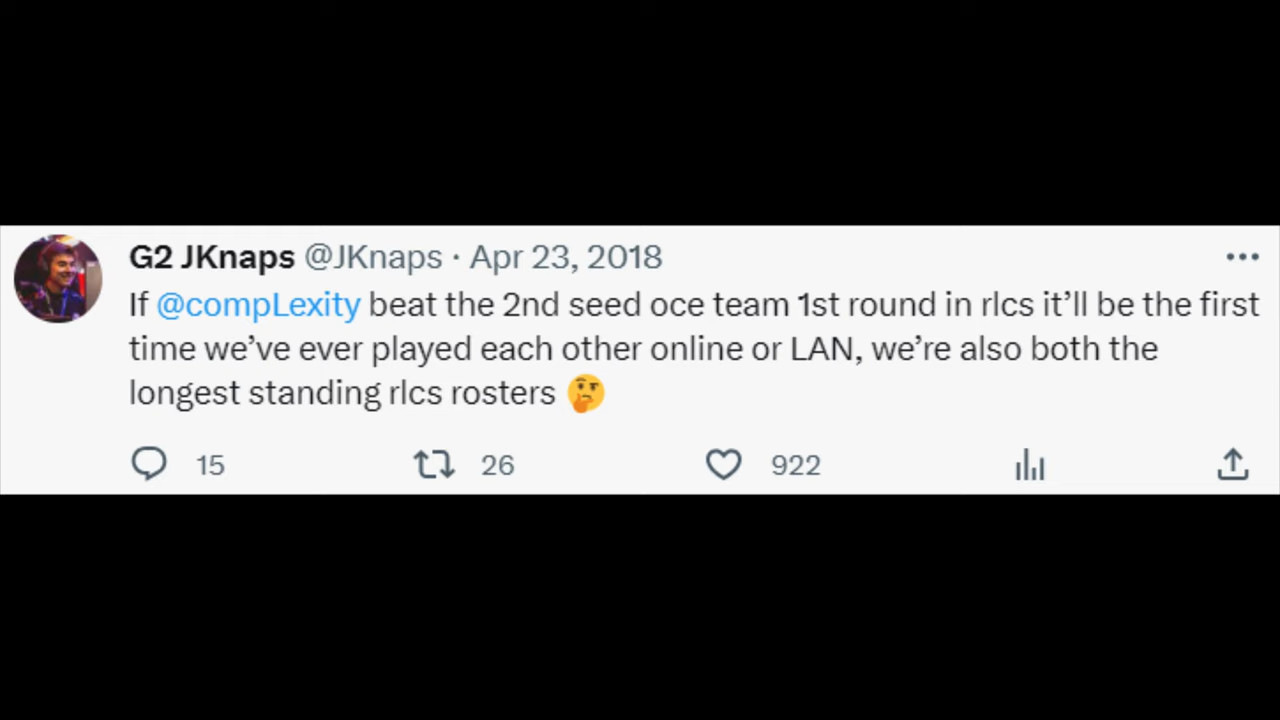 G2 JKnaps @JKnaps · Apr 23, 2018
If @compLexity beat the 2nd seed oce team 1st round in rlcs it’ll be the first
time we’ve ever played each other online or LAN, we’re also both the
longest standing rlcs rosters 🤔
15 26 922